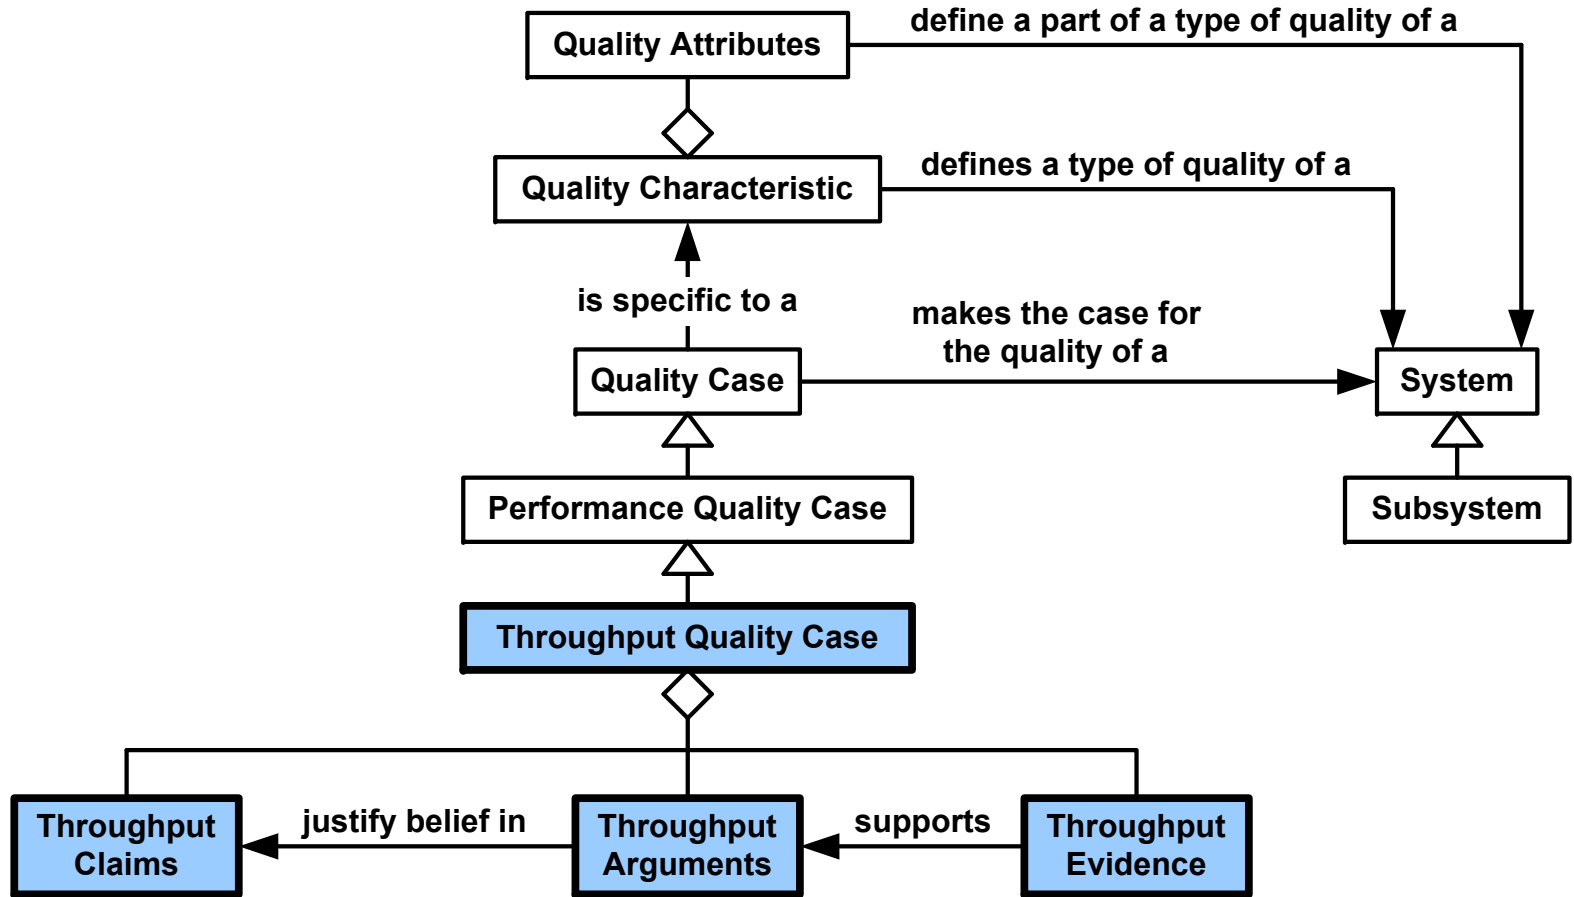 define a part of a type of quality of a
Quality Attributes
defines a type of quality of a
Quality Characteristic
is specific to a
makes the case for
the quality of a
Quality Case
System
Performance Quality Case
Subsystem
Throughput Quality Case
Throughput
Claims
justify belief in
Throughput
Arguments
supports
Throughput
Evidence